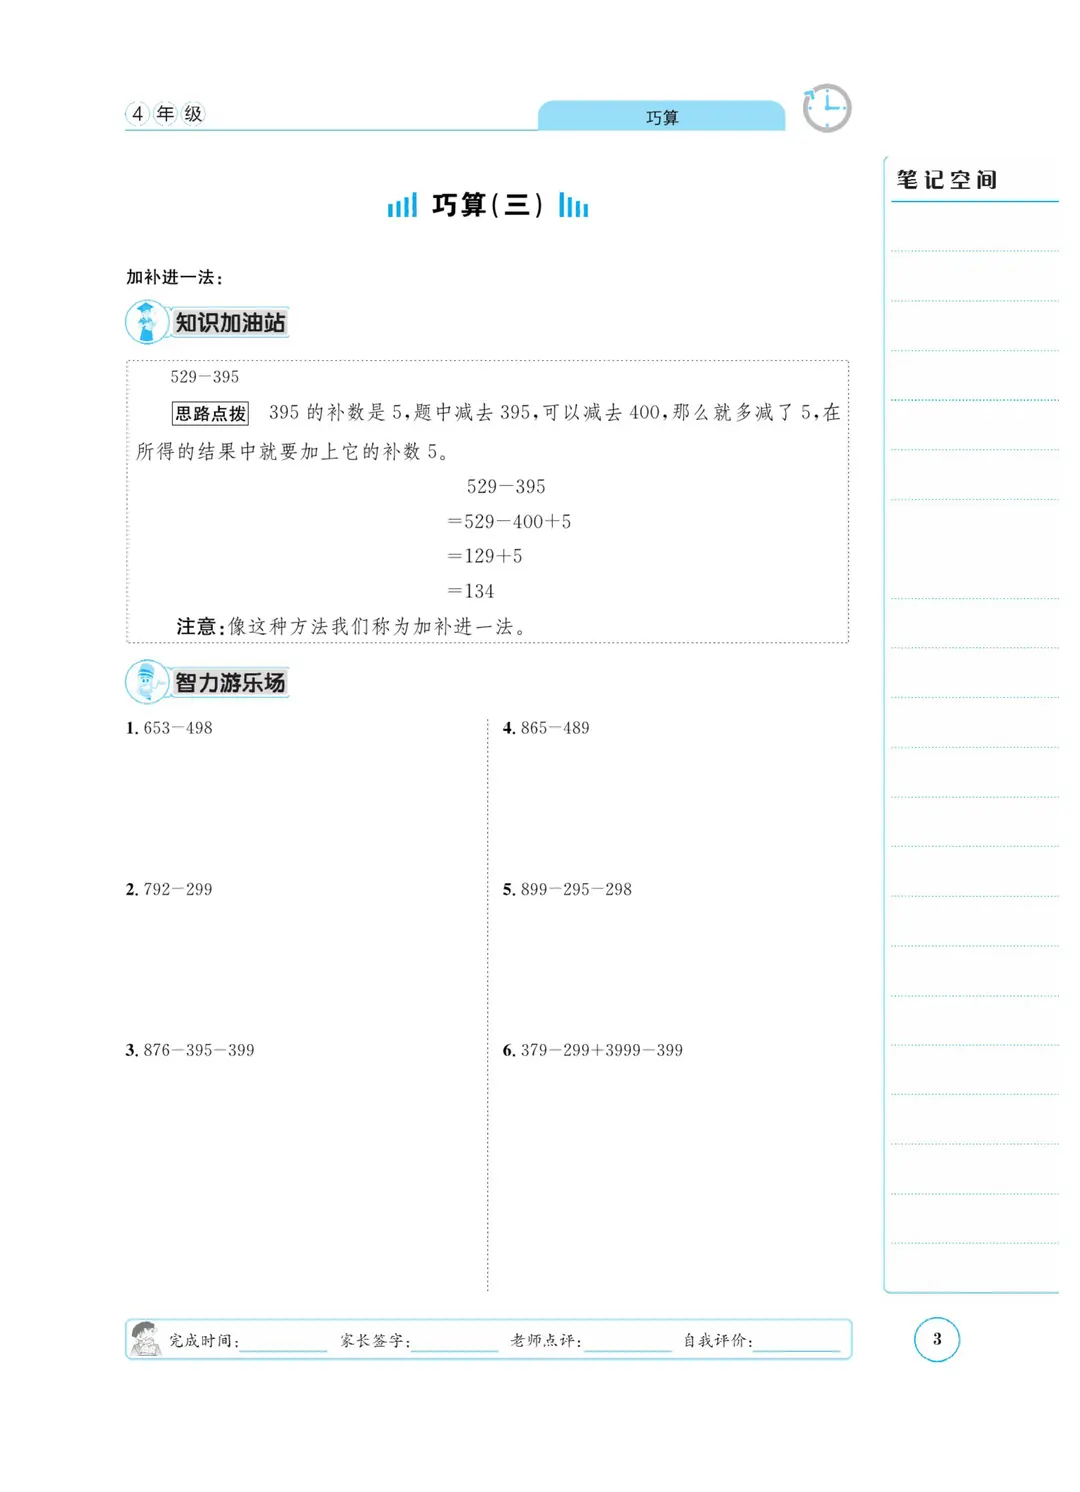 4年级
巧算
巧算(三)
加补进一法:
知识加油站
529－395
思路点拨 395 的补数是 5,题中减去 395,可以减去 400,那么就多减了 5,在
所得的结果中就要加上它的补数 5。
529－395
=529－400+5
=129+5
=134
注意:像这种方法我们称为加补进一法。
智力游乐场
1. 653－498
2. 792－299
3. 876－395－399
4. 865－489
5. 899－295－298
6. 379－299+3999－399
笔记空间
完成时间: 家长签字: 老师点评: 自我评价:
3